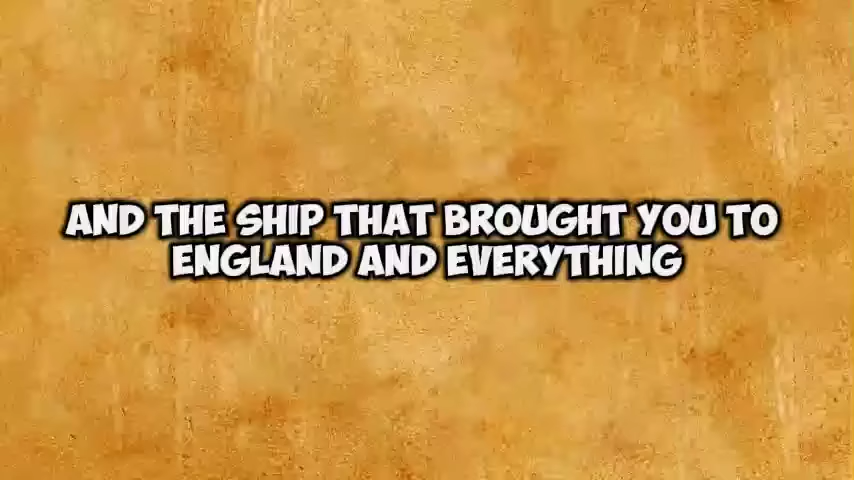 AND THE SHIP THAT BROUGHT YOU TO
ENGLAND AND EVERYTHING